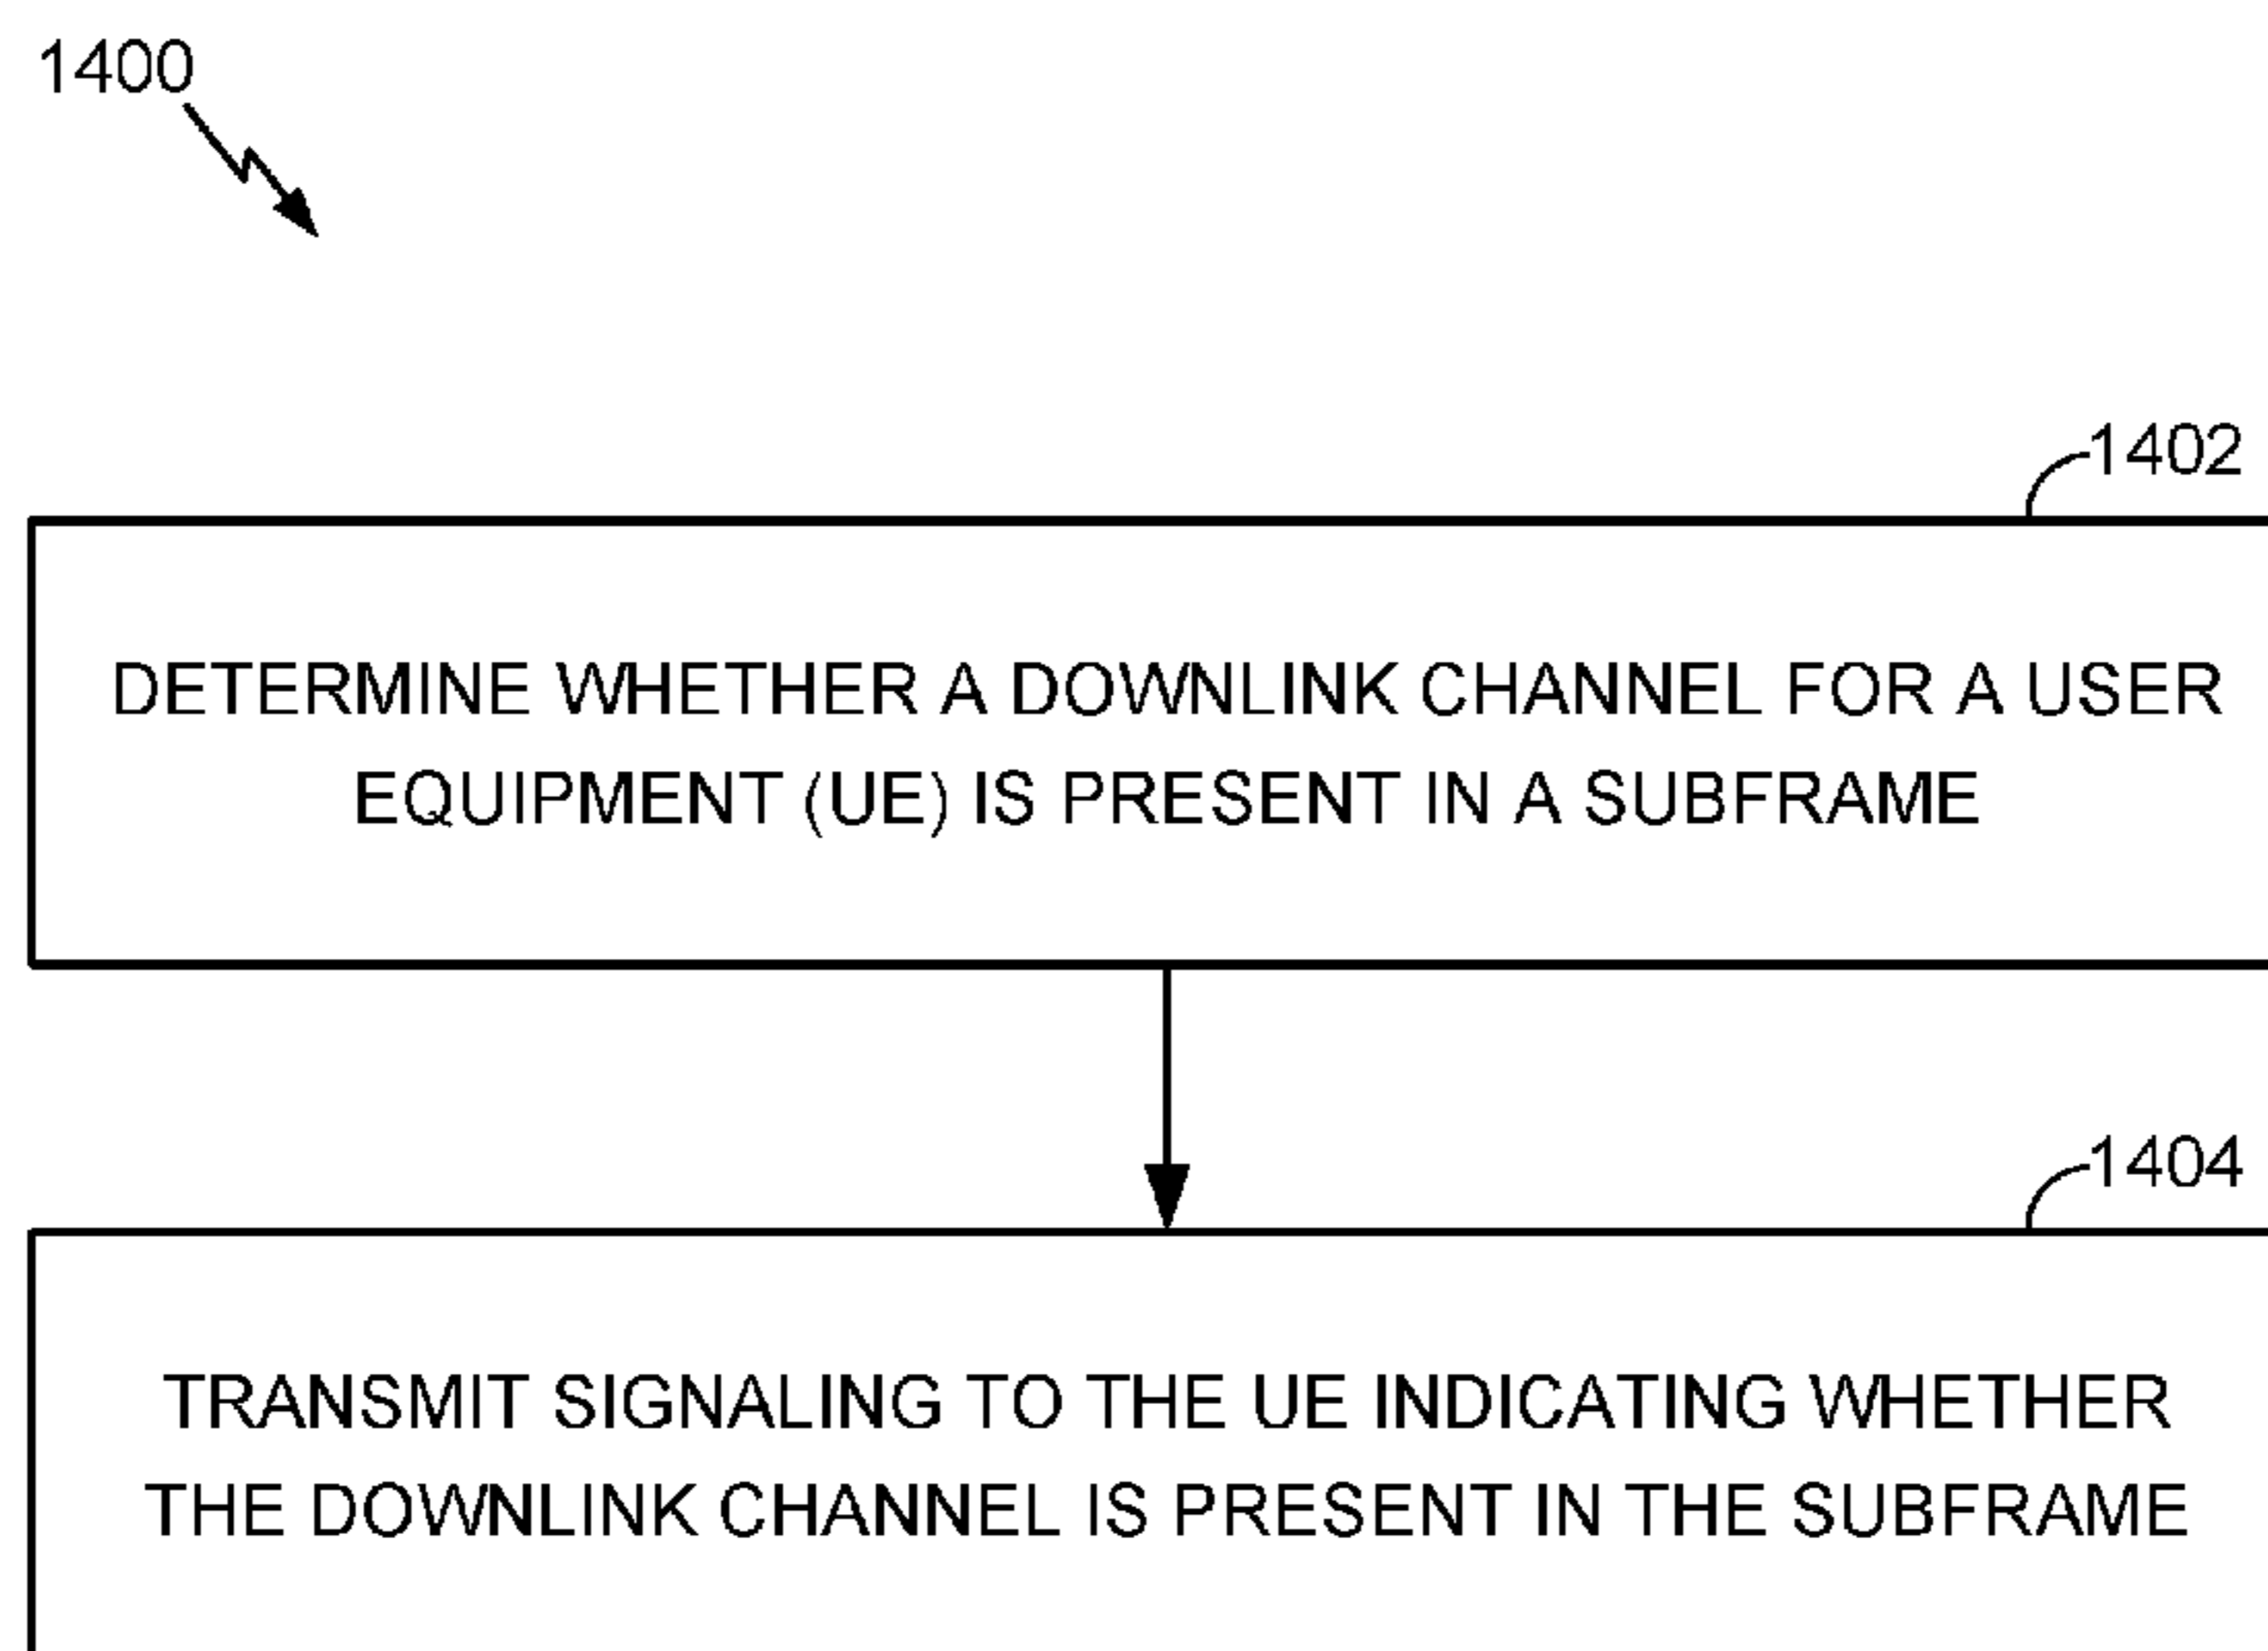 1400
1402
DETERMINE WHETHER A DOWNLINK CHANNEL FOR A USER
EQUIPMENT (UE) IS PRESENT IN A SUBFRAME
1404
TRANSMIT SIGNALING TO THE UE INDICATING WHETHER
THE DOWNLINK CHANNEL IS PRESENT IN THE SUBFRAME